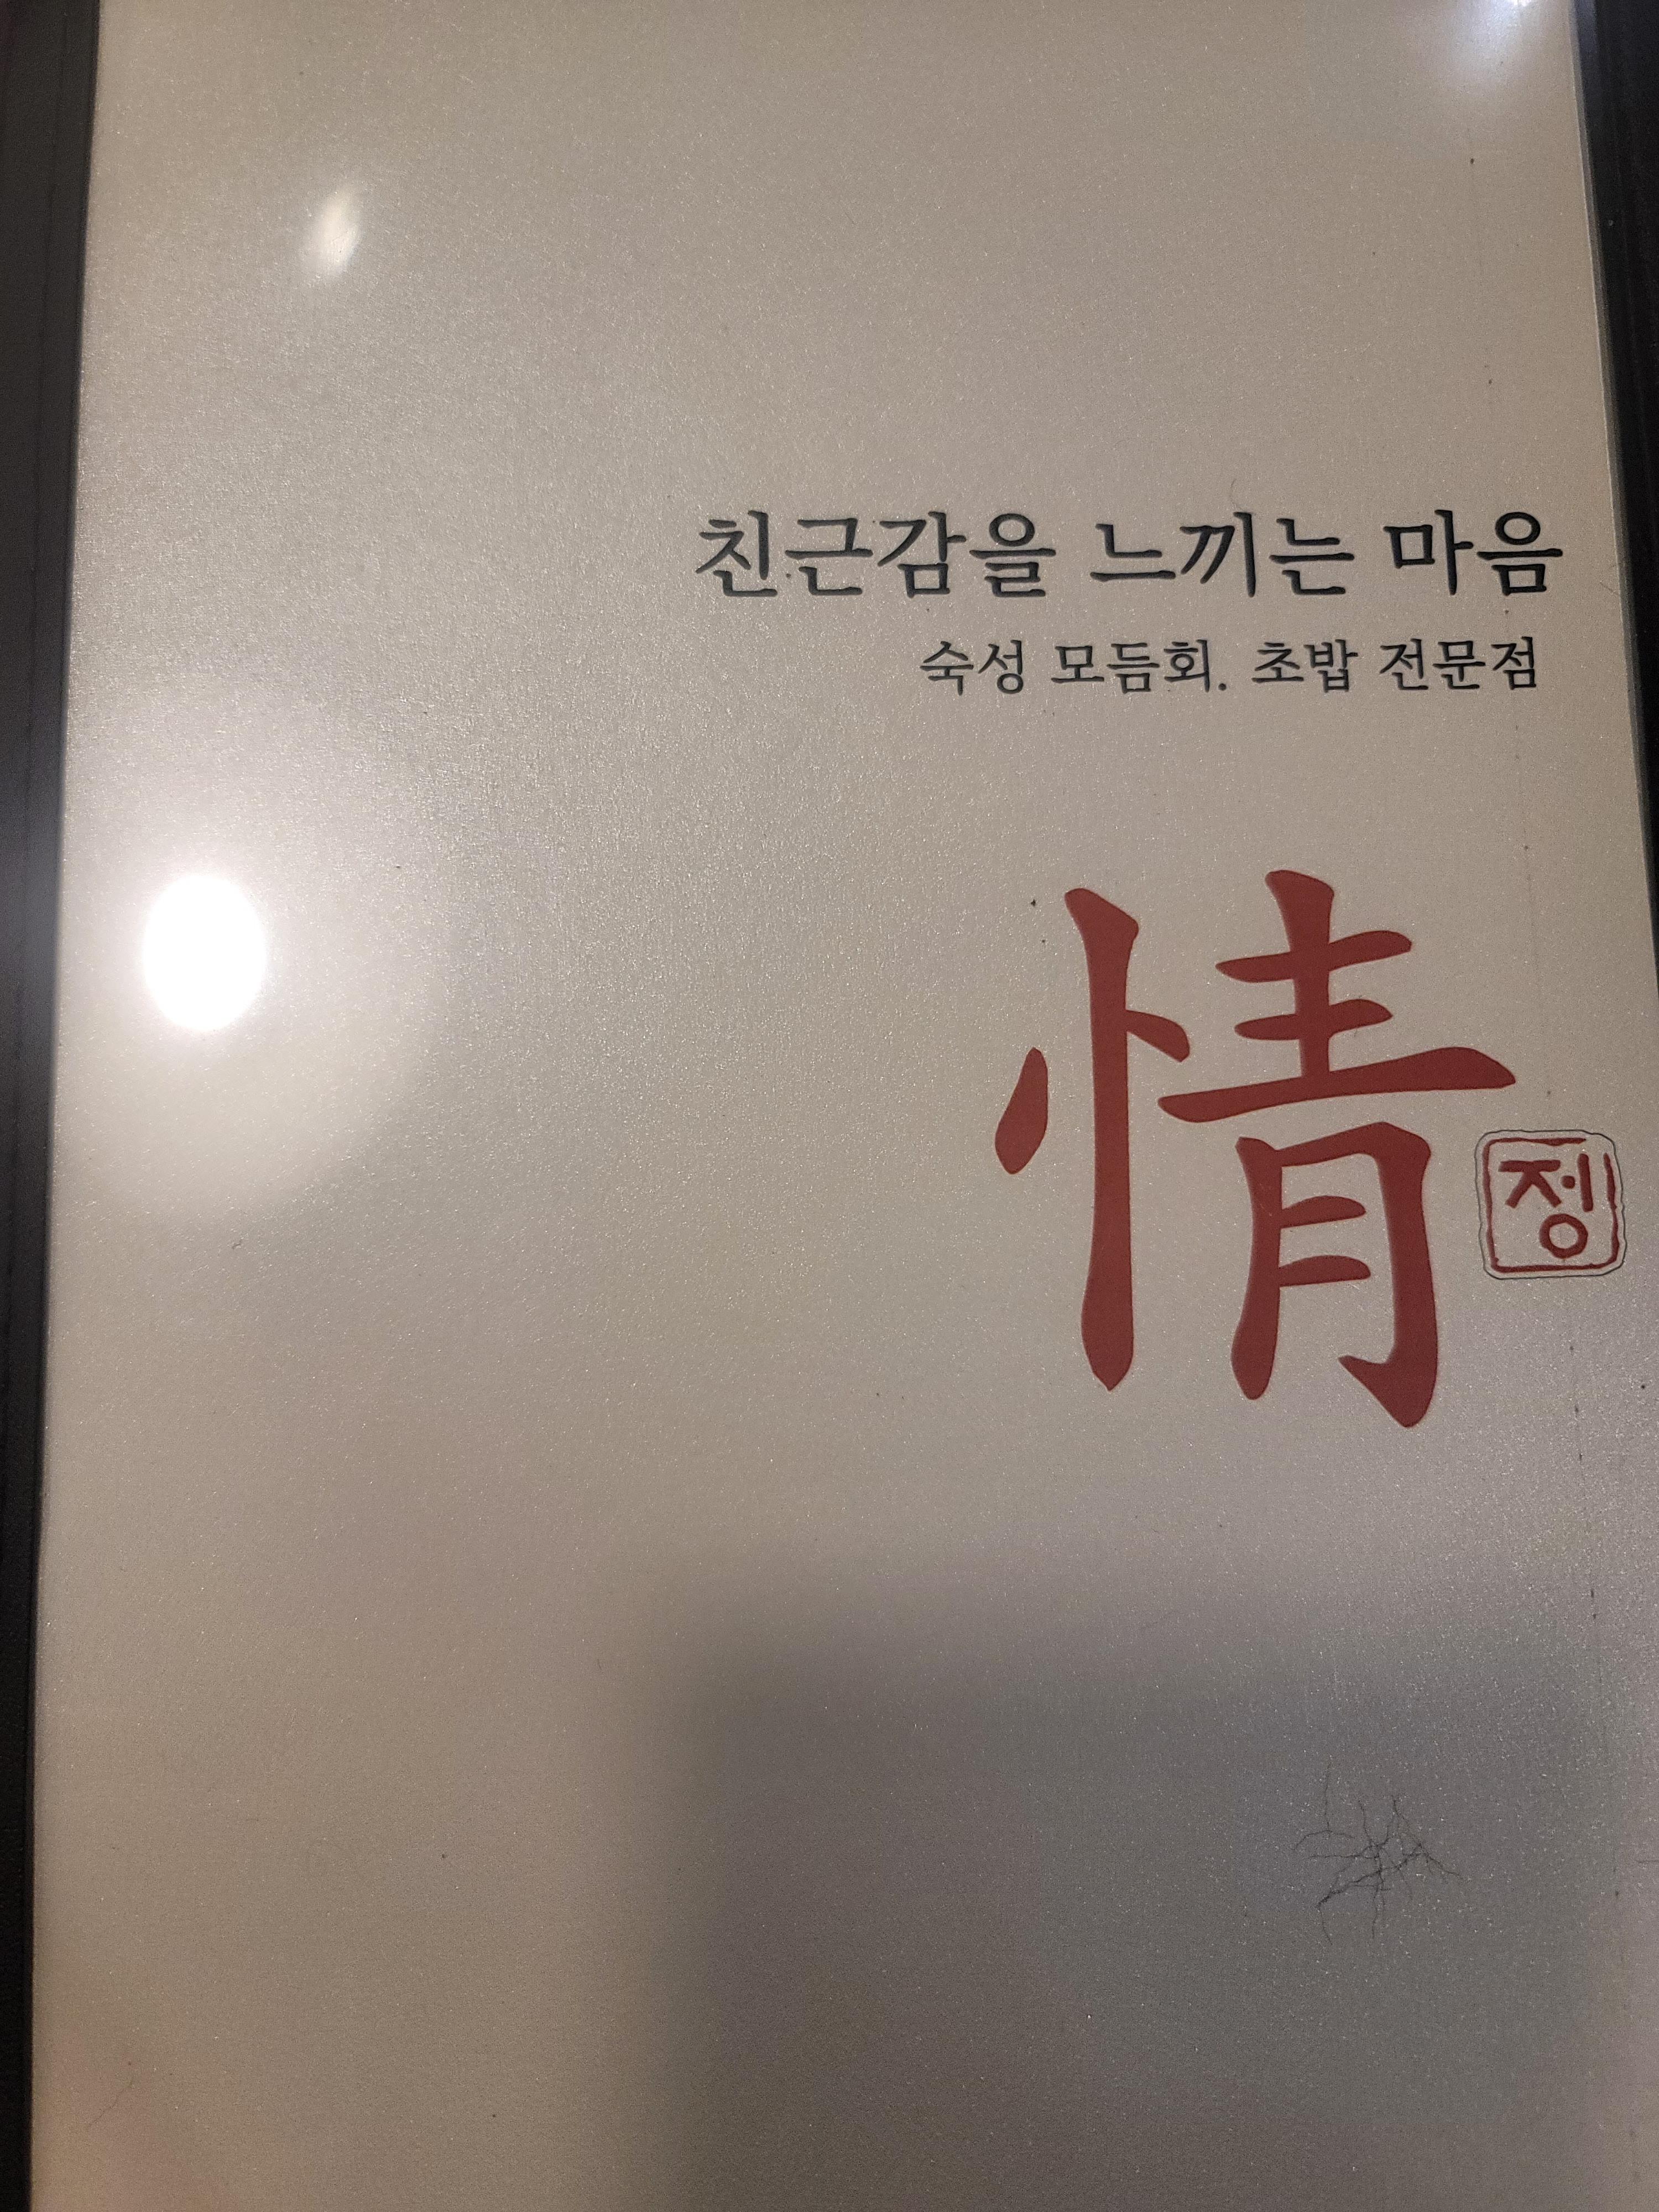 친근감을 느끼는 마음
숙성 모듬회. 초밥 전문점
情
정